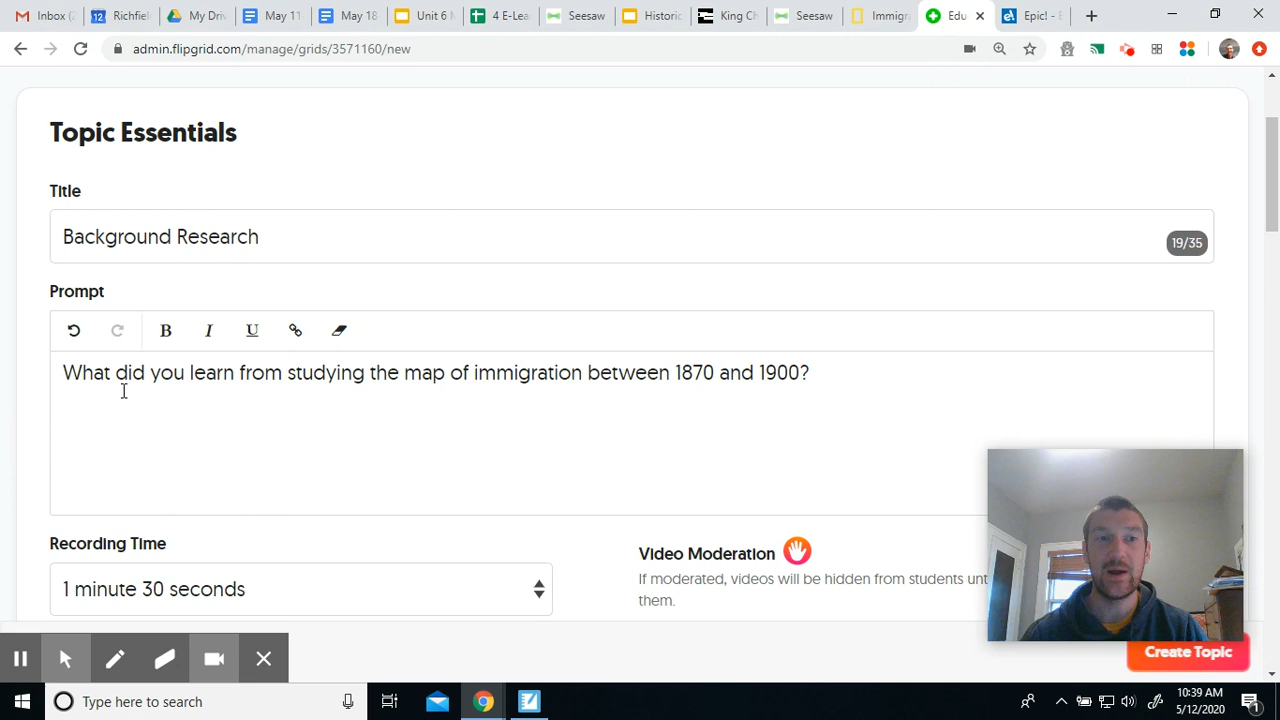 Inbox (2
Richfiel
My Driv
May 11
May 18
Unit 6 M
4 E-Lea
Seesaw
Historic
King Ch
Seesaw
Immigra
Edu
Epic! - B
admin.flipgrid.com/manage/grids/3571160/new
Topic Essentials
Title
Background Research
19/35
Prompt
B I U
What did you learn from studying the map of immigration between 1870 and 1900?
Recording Time
Video Moderation
1 minute 30 seconds
If moderated, videos will be hidden from students unt
them.
Create Topic
Type here to search
10:39 AM
5/12/2020
1